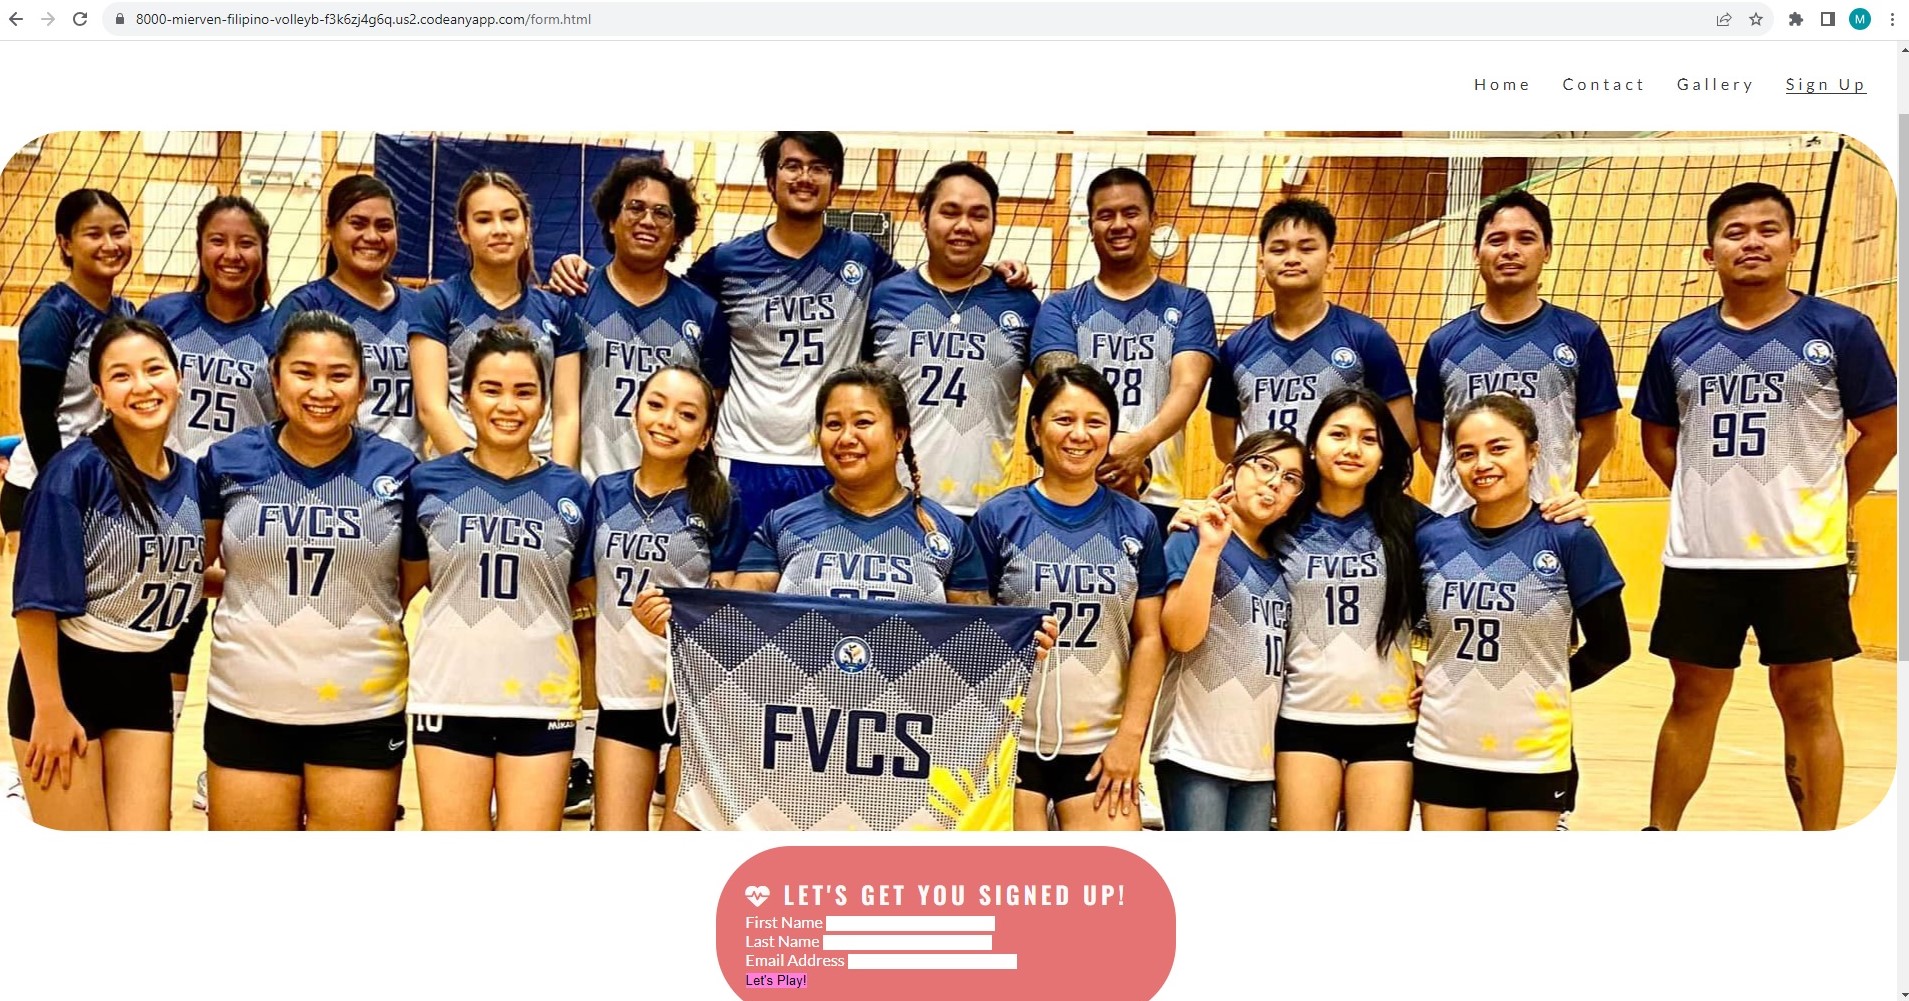 8000-mierven-filipino-volleyb-f3k6zj4g6q.us2.codeanyapp.com/form.html
M
Home Contact Gallery Sign Up
FVCS
25
FVC
20
FVCS
2
FVCS
25
FVCS
24
FVCS
28
FVCS
18
FVCS
FVCS
95
FVCS
20
FVCS
17
FVCS
10
FVCS
24
FVCS
FVCS
22
FVCS
10
FVCS
18
FVCS
28
10
MIKA
FVCS
LET'S GET YOU SIGNED UP!
First Name
Last Name
Email Address
Let's Play!